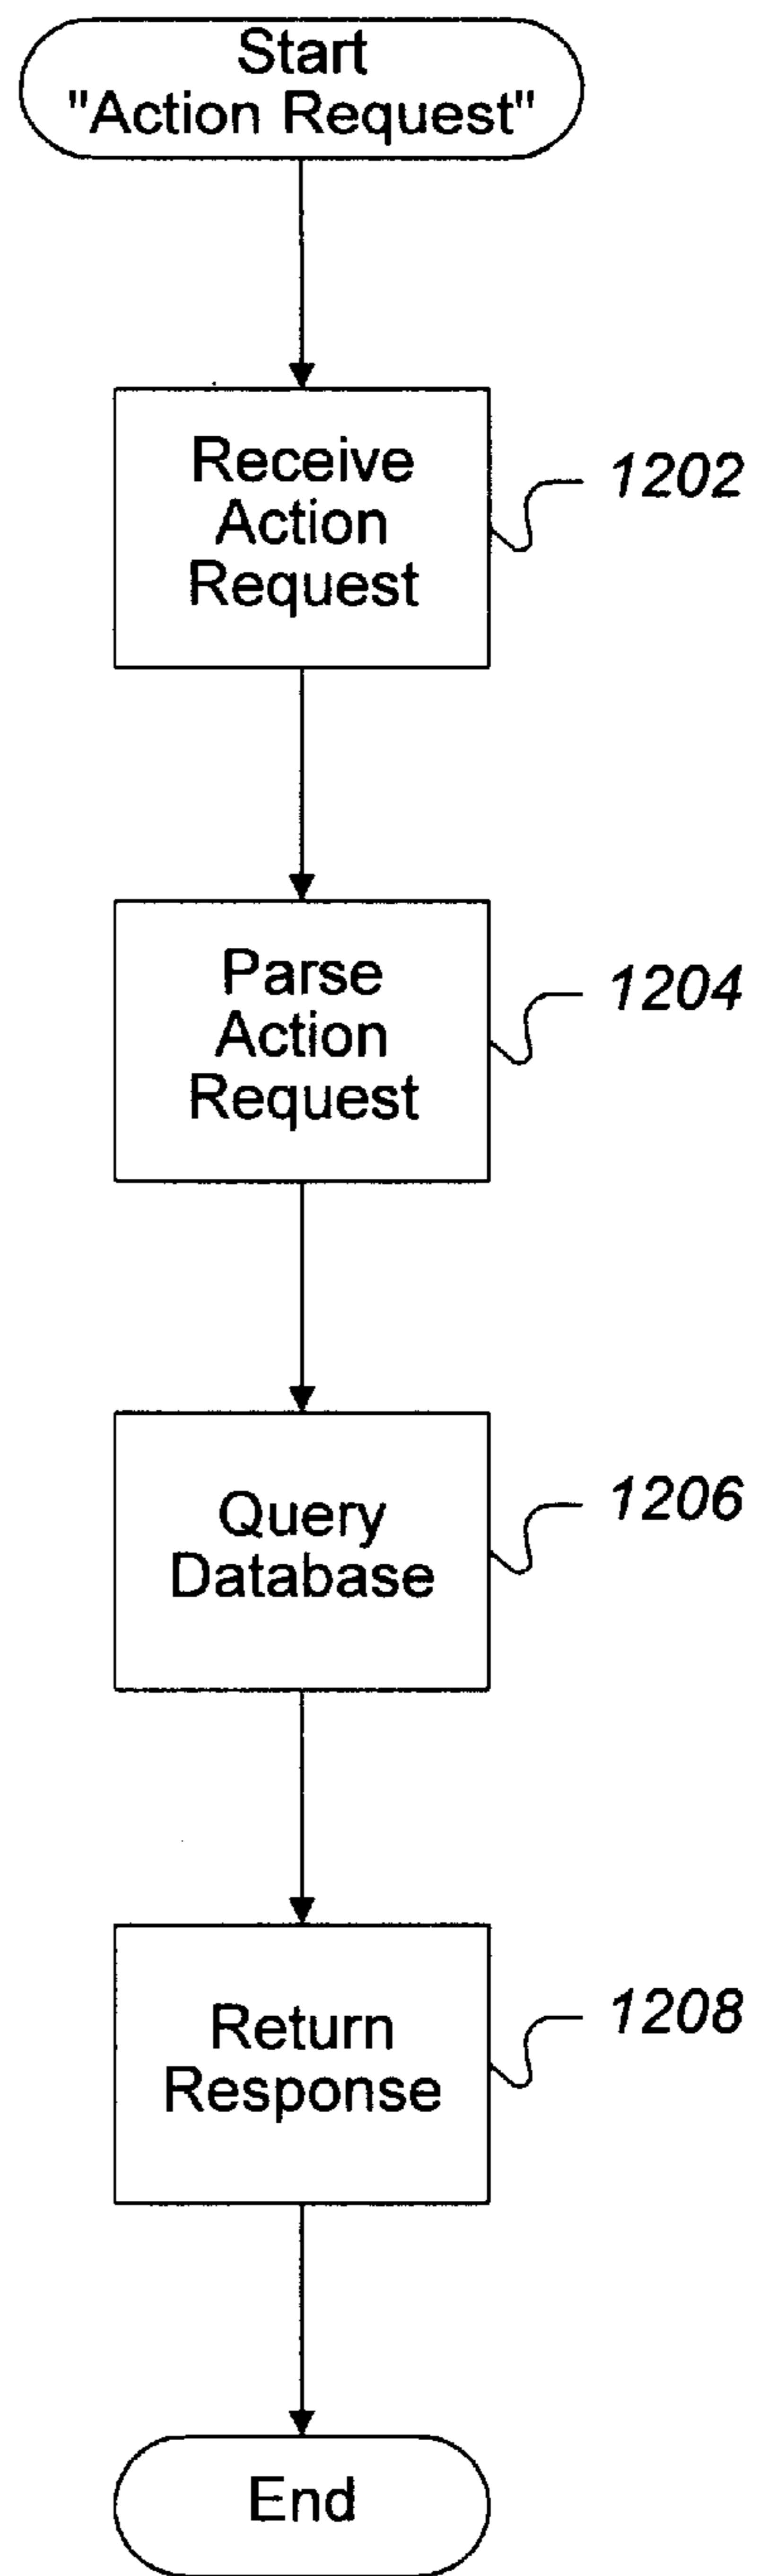 Start
"Action Request"
Receive
Action
Request
1202
Parse
Action
Request
1204
Query
Database
1206
Return
Response
1208
End